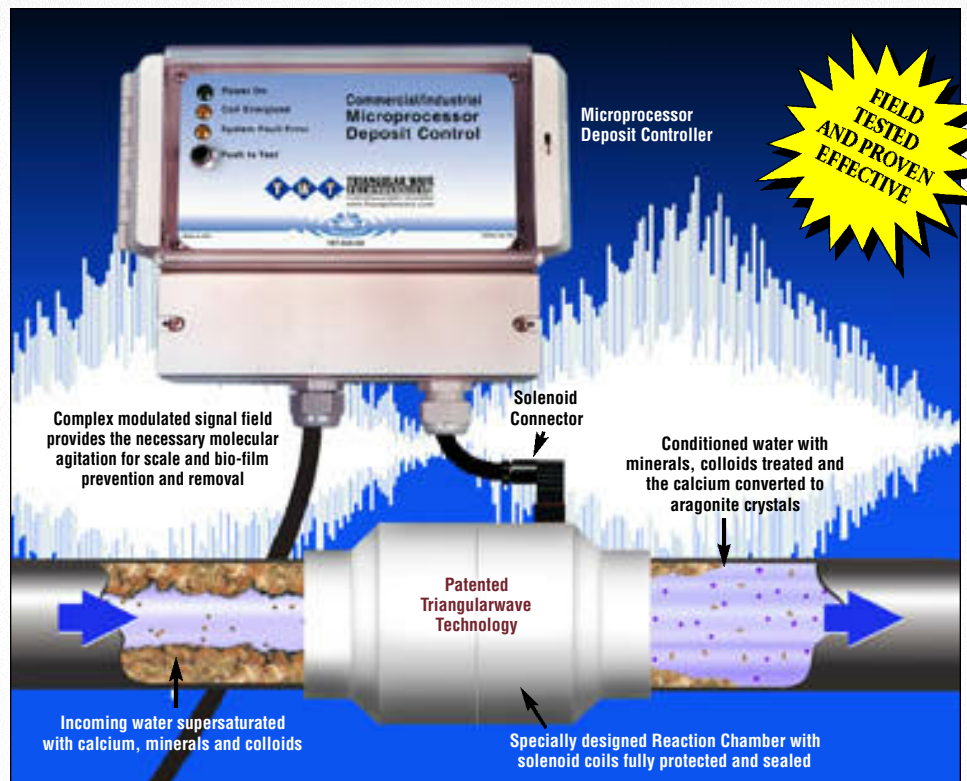 Power On
Coil Energized
System Fault Error
Push to Test
Commercial/Industrial
Microprocessor
Deposit Control
T W T
TRIANGULAR WAVE
Microprocessor
Deposit Controller
FIELD
TESTED
AND PROVEN
EFFECTIVE
Complex modulated signal field
provides the necessary molecular
agitation for scale and bio-film
prevention and removal
Solenoid
Connector
Conditioned water with
minerals, colloids treated and
the calcium converted to
aragonite crystals
Patented
Triangularwave
Technology
Incoming water supersaturated
with calcium, minerals and colloids
Specially designed Reaction Chamber with
solenoid coils fully protected and sealed